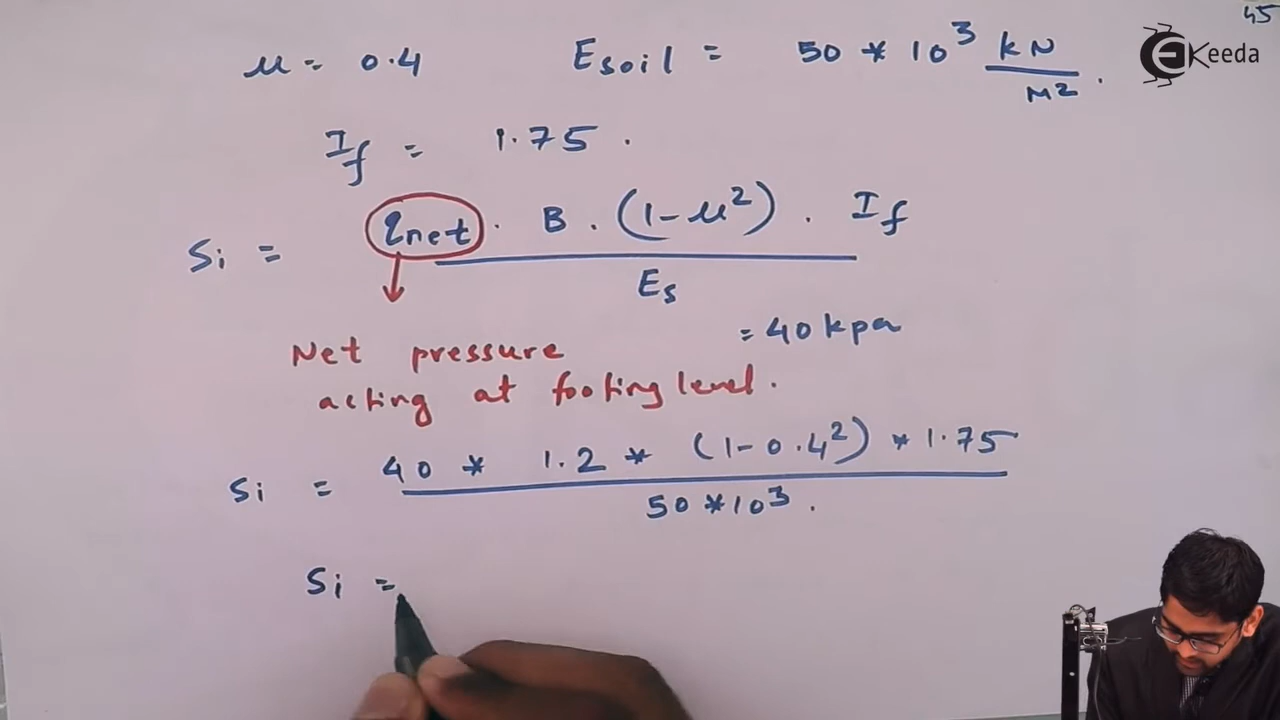 45
Keeda
μ = 0.4 Esoil = 50 * 10³ kN/M².
If = 1.75.
Si = qnet . B . (1-μ²) . If / Es
Net pressure = 40 kpa
acting at footing level.
Si = 40 * 1.2 * (1-0.4²) * 1.75 / 50*10³.
Si =